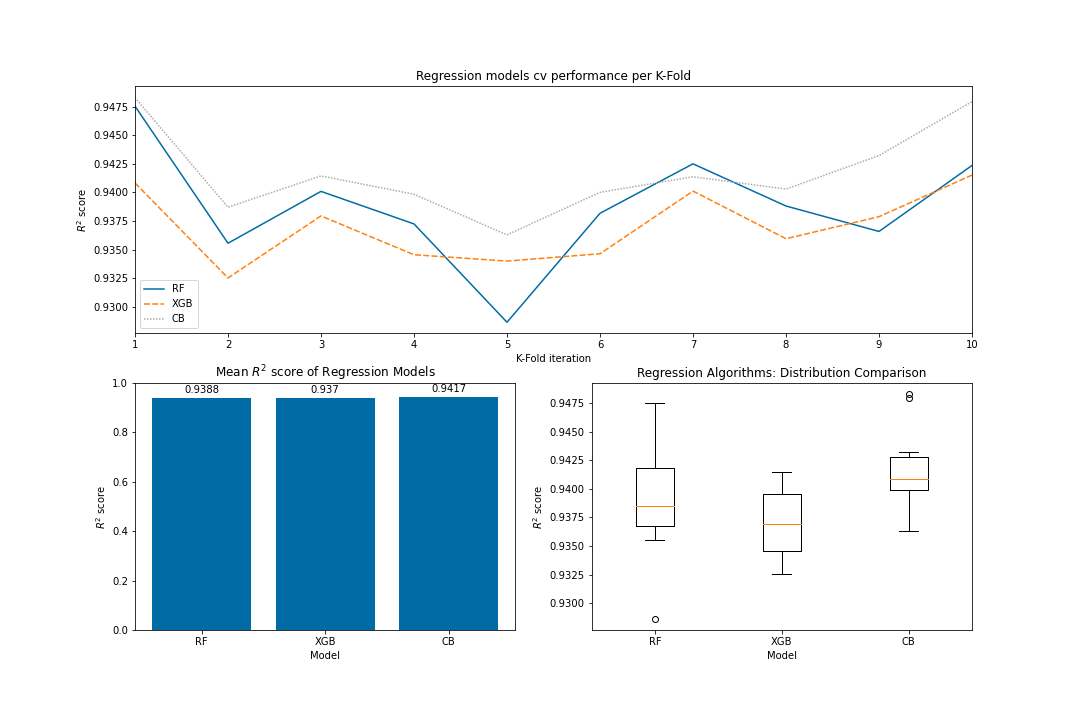 Regression models cv performance per K-Fold
R² score
0.9475
0.9450
0.9425
0.9400
0.9375
0.9350
0.9325
0.9300
RF
XGB
CB
1 2 3 4 5 6 7 8 9 10
K-Fold iteration
Mean R² score of Regression Models
R² score
1.0
0.8
0.6
0.4
0.2
0.0
0.9388 0.937 0.9417
RF XGB CB
Model
Regression Algorithms: Distribution Comparison
R² score
0.9475
0.9450
0.9425
0.9400
0.9375
0.9350
0.9325
0.9300
RF XGB CB
Model